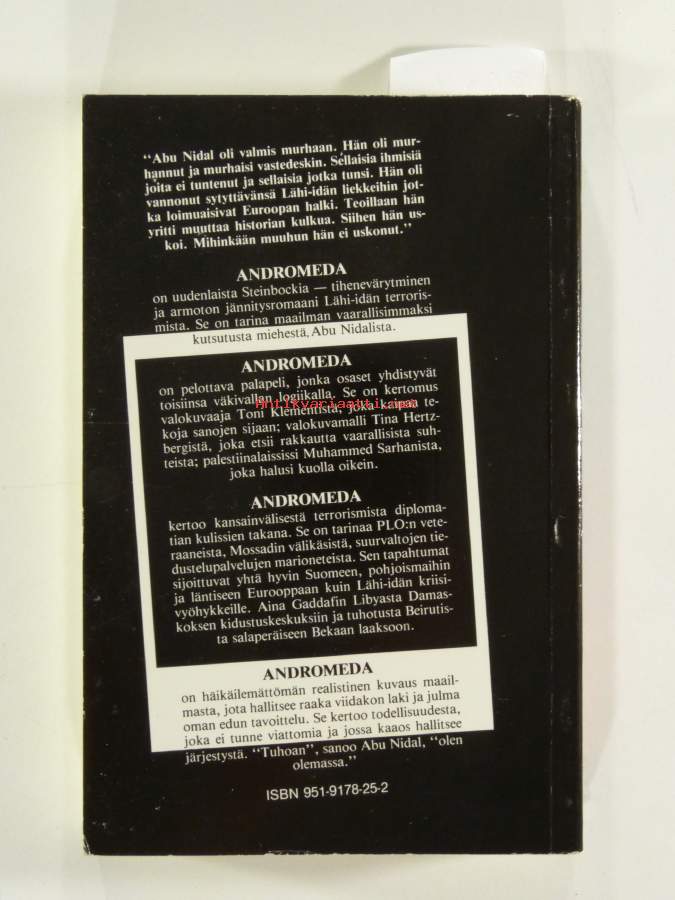 “Abu Nidal oli valmis murhaan. Hän oli mur-
hannut ja murhaisi vastedeskin. Sellaisia ihmisiä
joita ei tuntenut ja sellaisia jotka tunsi. Hän oli
vannonut sytyttävänsä Lähi-idän liekkeihin jot-
ka loimuaisivat Euroopan halki. Teoillaan hän
yritti muuttaa historian kulkua. Siihen hän us-
koi. Mihinkään muuhun hän ei uskonut.”
ANDROMEDA
on uudenlaista Steinbockia — tihenevärytminen
ja armoton jännitysromaani Lähi-idän terroris-
mista. Se on tarina maailman vaarallisimmaksi
kutsutusta miehestä, Abu Nidalista.
ANDROMEDA
on pelottava palapeli, jonka osaset yhdistyvät
toisiinsa väkivallan logiikalla. Se on kertomus
Antikvariaatti.net
valokuvaaja Toni Klementista, joka kaipaa te-
koja sanojen sijaan; valokuvamalli Tina Hertz-
bergistä, joka etsii rakkautta vaarallisista suh-
teista; palestiinalaississi Muhammed Sarhanista,
joka halusi kuolla oikein.
ANDROMEDA
kertoo kansainvälisestä terrorismista diploma-
tian kulissien takana. Se on tarinaa PLO:n vete-
raaneista, Mossadin välikäsistä, suurvaltojen tie-
dustelupalvelujen marioneteista. Sen tapahtumat
sijoittuvat yhtä hyvin Suomeen, pohjoismaihin
ja läntiseen Eurooppaan kuin Lähi-idän kriisi-
vyöhykkeille. Aina Gaddafin Libyasta Damas-
koksen kidustuskeskuksiin ja tuhotusta Beirutis-
ta salaperäiseen Bekaan laaksoon.
ANDROMEDA
on häikäilemättömän realistinen kuvaus maail-
masta, jota hallitsee raaka viidakon laki ja julma
oman edun tavoittelu. Se kertoo todellisuudesta,
joka ei tunne viattomia ja jossa kaaos hallitsee
järjestystä. “Tuhoan”, sanoo Abu Nidal, “olen
olemassa.”
ISBN 951-9178-25-2